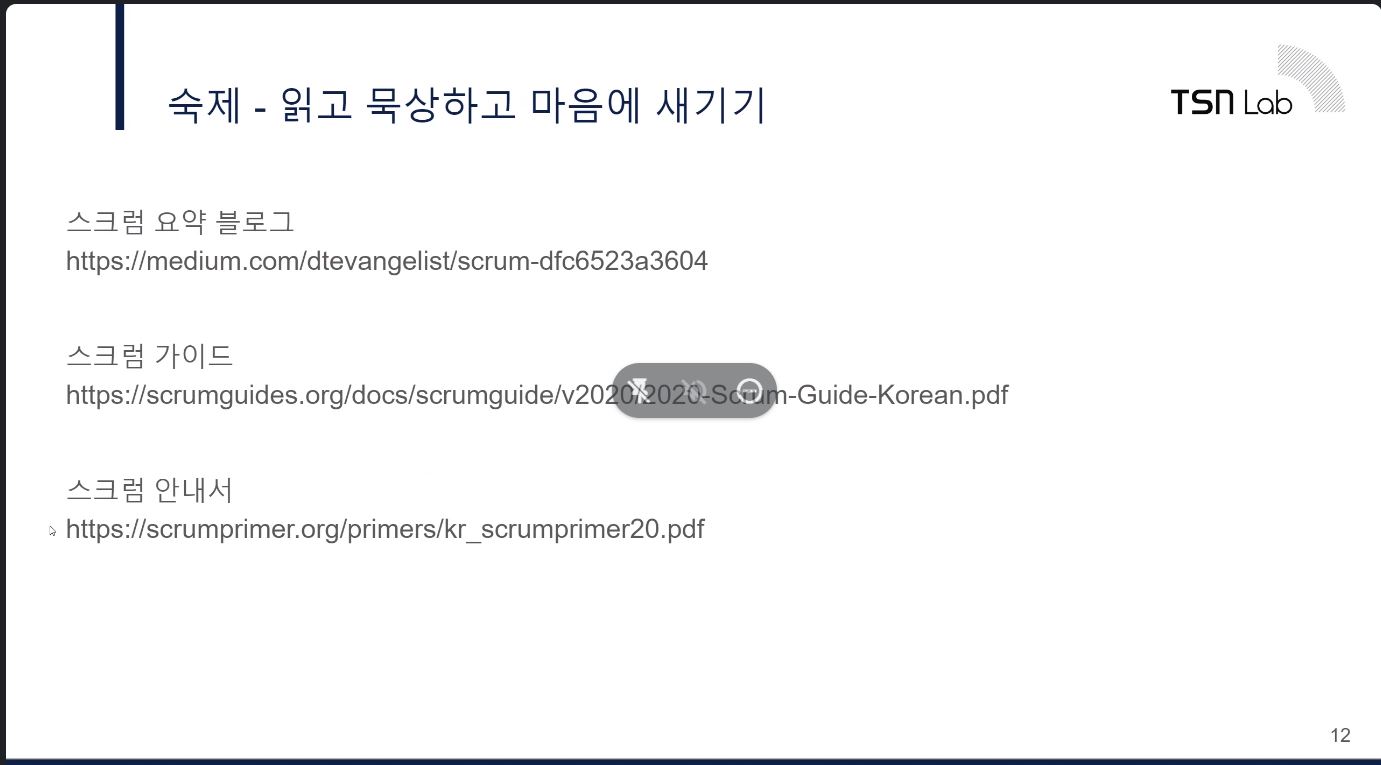 숙제 - 읽고 묵상하고 마음에 새기기
TSN Lab
스크럼 요약 블로그
https://medium.com/dtevangelist/scrum-dfc6523a3604
스크럼 가이드
https://scrumguides.org/docs/scrumguide/v2020/2020-Scrum-Guide-Korean.pdf
스크럼 안내서
https://scrumprimer.org/primers/kr_scrumprimer20.pdf
12